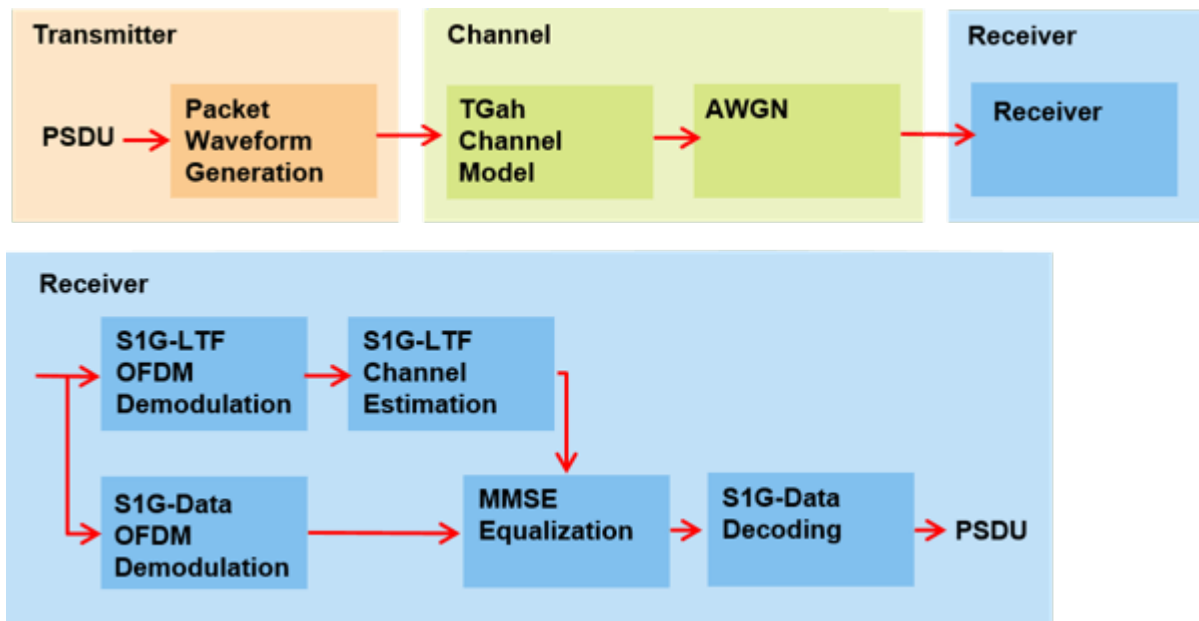 Transmitter
Channel
Receiver
PSDU
Packet
Waveform
Generation
TGah
Channel
Model
AWGN
Receiver
Receiver
S1G-LTF
OFDM
Demodulation
S1G-LTF
Channel
Estimation
S1G-Data
OFDM
Demodulation
MMSE
Equalization
S1G-Data
Decoding
PSDU